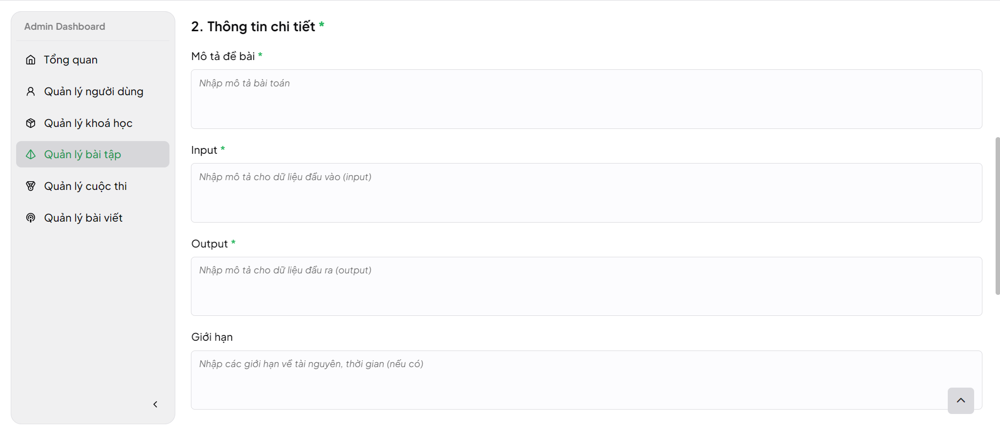 Admin Dashboard
Tổng quan
Quản lý người dùng
Quản lý khoá học
Quản lý bài tập
Quản lý cuộc thi
Quản lý bài viết
2. Thông tin chi tiết *
Mô tả đề bài *
Nhập mô tả bài toán
Input *
Nhập mô tả cho dữ liệu đầu vào (input)
Output *
Nhập mô tả cho dữ liệu đầu ra (output)
Giới hạn
Nhập các giới hạn về tài nguyên, thời gian (nếu có)